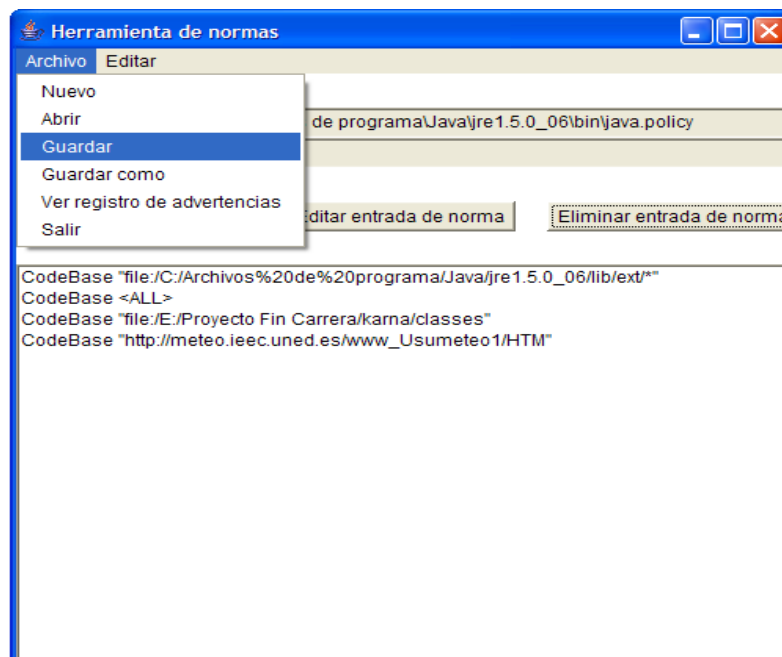 Herramienta de normas
Archivo Editar
Nuevo
Abrir
de programa\Java\jre1.5.0_06\bin\java.policy
Guardar
Guardar como
Ver registro de advertencias
ditar entrada de norma Eliminar entrada de norma
Salir
CodeBase "file:/C:/Archivos%20de%20programa/Java/jre1.5.0_06/lib/ext/*"
CodeBase <ALL>
CodeBase "file:/E:/Proyecto Fin Carrera/karna/classes"
CodeBase "http://meteo.ieec.uned.es/www_Usumeteo1/HTM"